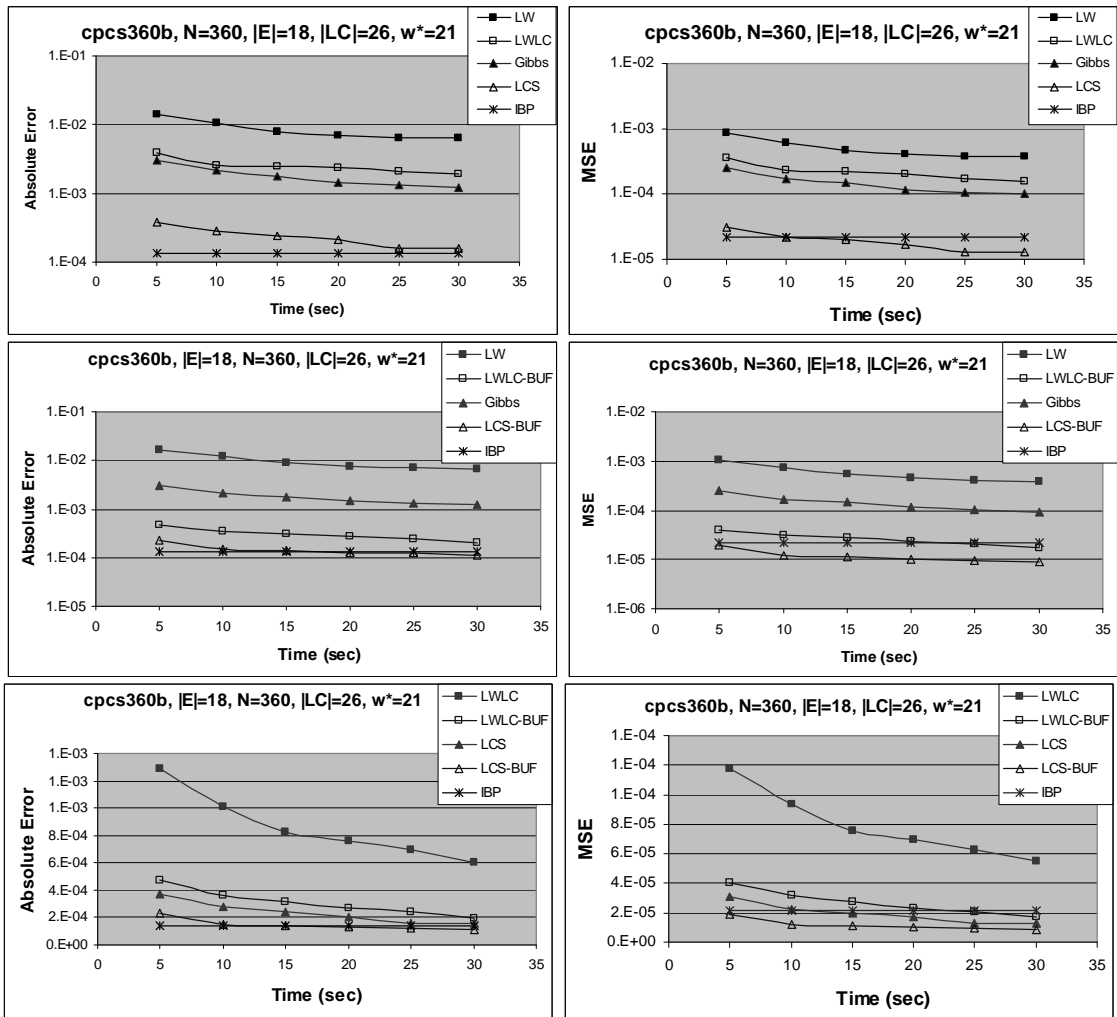 cpcs360b, N=360, |E|=18, |LC|=26, w*=21
LW
LWLC
Gibbs
LCS
IBP
Absolute Error
1.E-01
1.E-02
1.E-03
1.E-04
0 5 10 15 20 25 30 35
Time (sec)
cpcs360b, N=360, |E|=18, |LC|=26, w*=21
LW
LWLC
Gibbs
LCS
IBP
MSE
1.E-02
1.E-03
1.E-04
1.E-05
0 5 10 15 20 25 30 35
Time (sec)
cpcs360b, |E|=18, N=360, |LC|=26, w*=21
LW
LWLC-BUF
Gibbs
LCS-BUF
IBP
Absolute Error
1.E-01
1.E-02
1.E-03
1.E-04
1.E-05
0 5 10 15 20 25 30 35
Time (sec)
cpcs360b, N=360, |E|=18, |LC|=26, w*=21
LW
LWLC-BUF
Gibbs
LCS-BUF
IBP
MSE
1.E-02
1.E-03
1.E-04
1.E-05
1.E-06
0 5 10 15 20 25 30 35
Time (sec)
cpcs360b, |E|=18, N=360, |LC|=26, w*=21
LWLC
LWLC-BUF
LCS
LCS-BUF
IBP
Absolute Error
1.E-03
1.E-03
1.E-03
8.E-04
6.E-04
4.E-04
2.E-04
0.E+00
0 5 10 15 20 25 30 35
Time (sec)
cpcs360b, N=360, |E|=18, |LC|=26, w*=21
LWLC
LWLC-BUF
LCS
LCS-BUF
IBP
MSE
1.E-04
1.E-04
1.E-04
8.E-05
6.E-05
4.E-05
2.E-05
0.E+00
0 5 10 15 20 25 30 35
Time (sec)